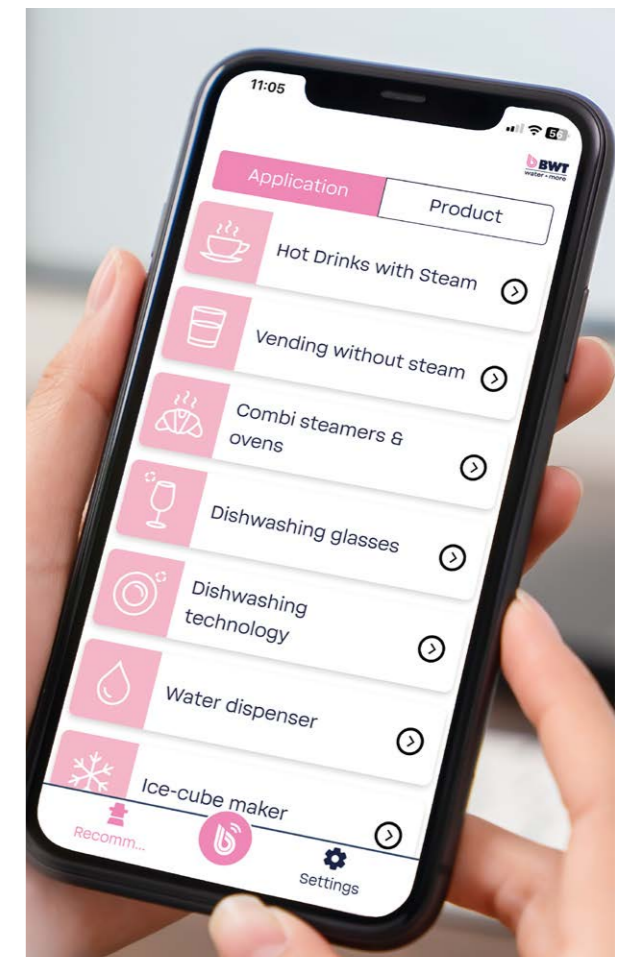 11:05
56
BWT
water + more
Application
Product
Hot Drinks with Steam
Vending without steam
Combi steamers &
ovens
Dishwashing glasses
Dishwashing
technology
Water dispenser
Ice-cube maker
Recomm...
Settings